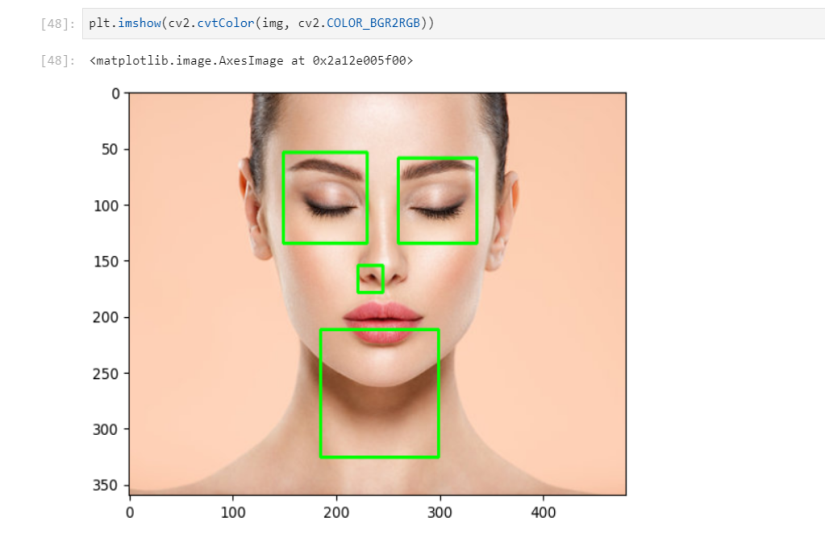 [48]: plt.imshow(cv2.cvtColor(img, cv2.COLOR_BGR2RGB))
[48]: <matplotlib.image.AxesImage at 0x2a12e005f00>
0
50
100
150
200
250
300
350
0 100 200 300 400